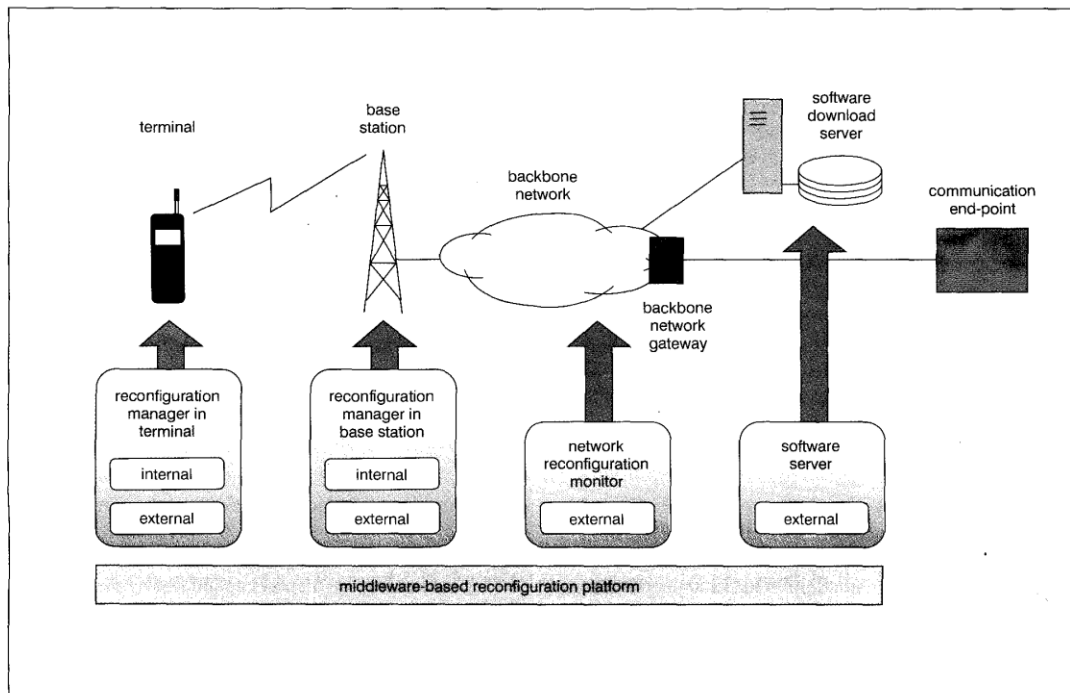 terminal
base
station
backbone
network
software
download
server
communication
end-point
backbone
network
gateway
reconfiguration
manager in
terminal
internal
external
reconfiguration
manager in
base station
internal
external
network
reconfiguration
monitor
external
software
server
external
middleware-based reconfiguration platform